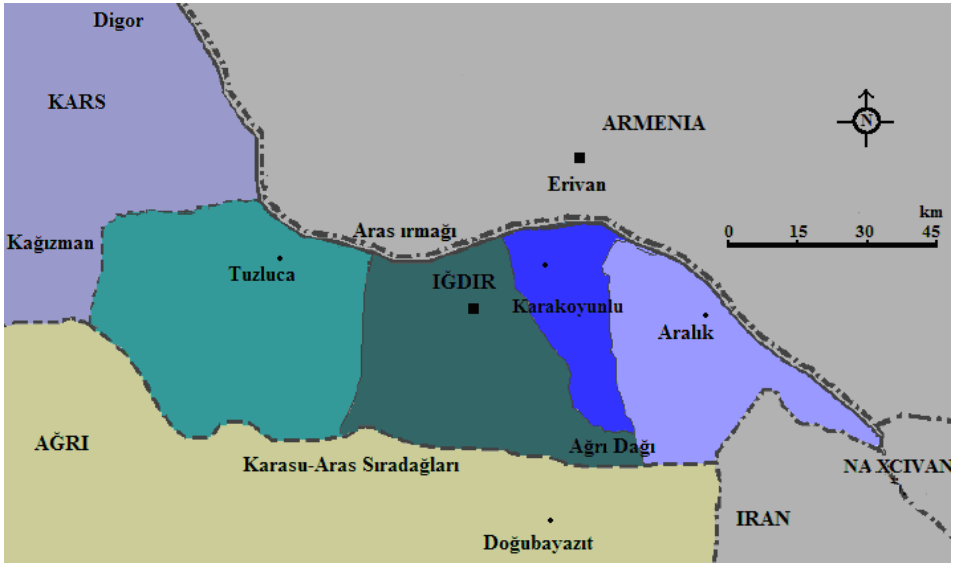 Digor
KARS
ARMENIA
N
Erivan
km
0 15 30 45
Kağızman
Aras ırmağı
Tuzluca
IĞDIR
Karakoyunlu
Aralık
AĞRI
Ağrı Dağı
Karasu-Aras Sıradağları
NA XCIVAN
IRAN
Doğubayazıt